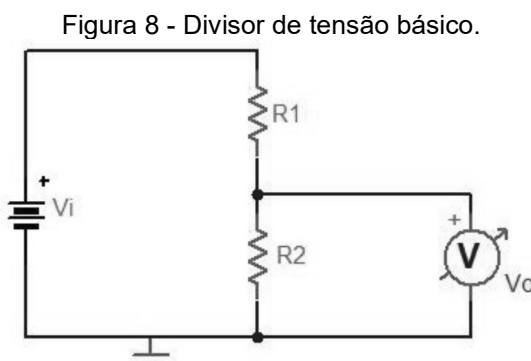 Figura 8 - Divisor de tensão básico.
R1
+
Vi
+
R2
V
Vo